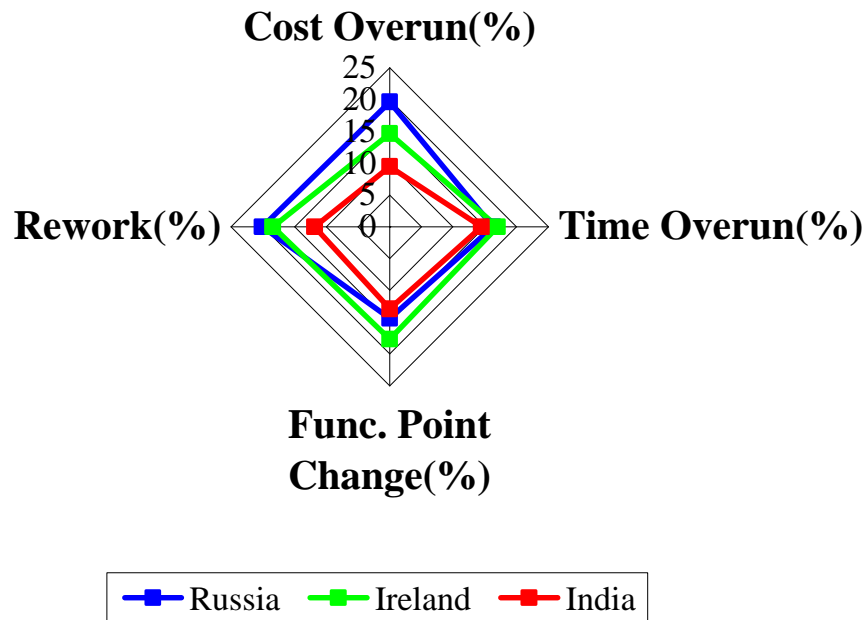 Cost Overun(%)
25
20
15
10
5
0
Rework(%)
Time Overun(%)
Func. Point
Change(%)
Russia Ireland India